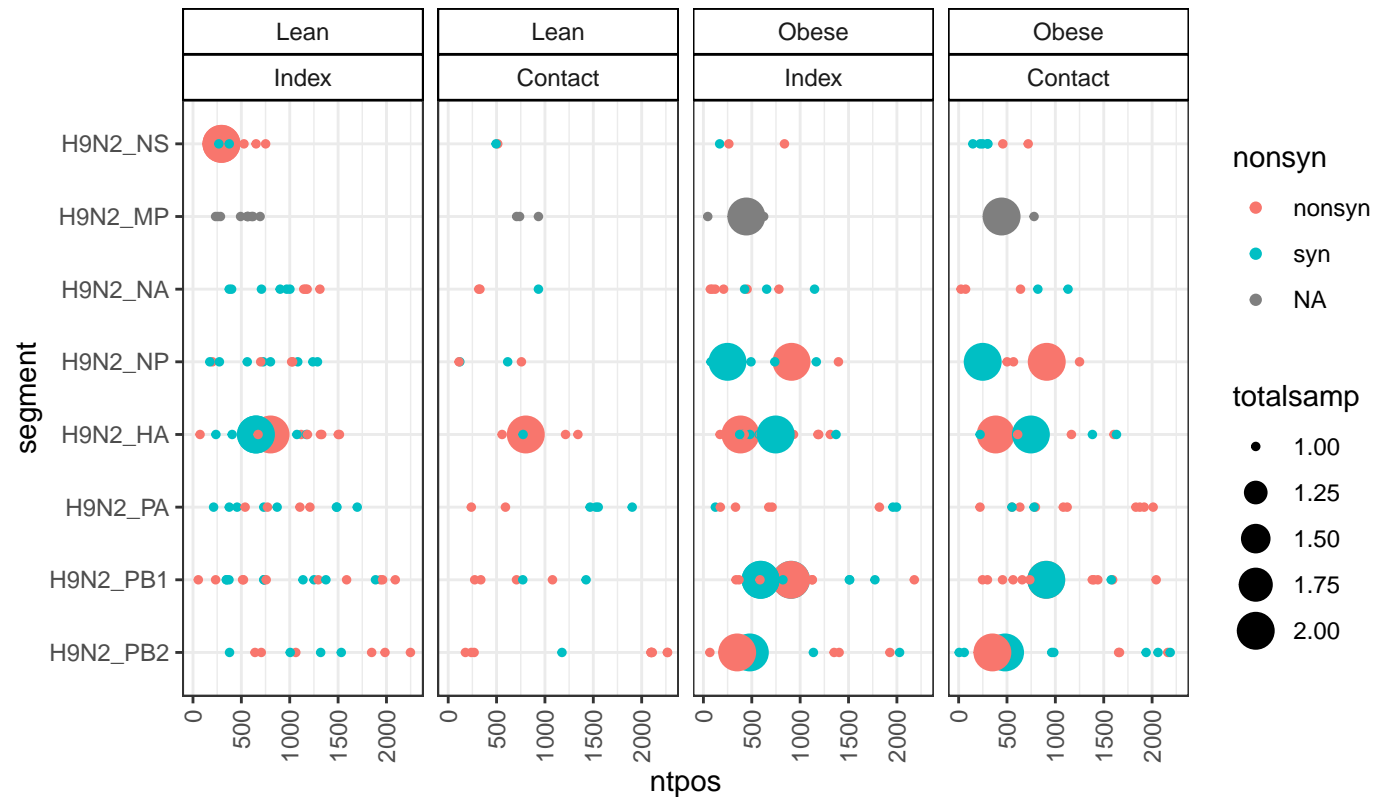 Lean Lean Obese Obese
Index Contact Index Contact
segment
H9N2_NS
H9N2_MP
H9N2_NA
H9N2_NP
H9N2_HA
H9N2_PA
H9N2_PB1
H9N2_PB2
0 500 1000 1500 2000 0 500 1000 1500 2000 0 500 1000 1500 2000 0 500 1000 1500 2000
ntpos
nonsyn
nonsyn
syn
NA
totalsamp
1.00
1.25
1.50
1.75
2.00